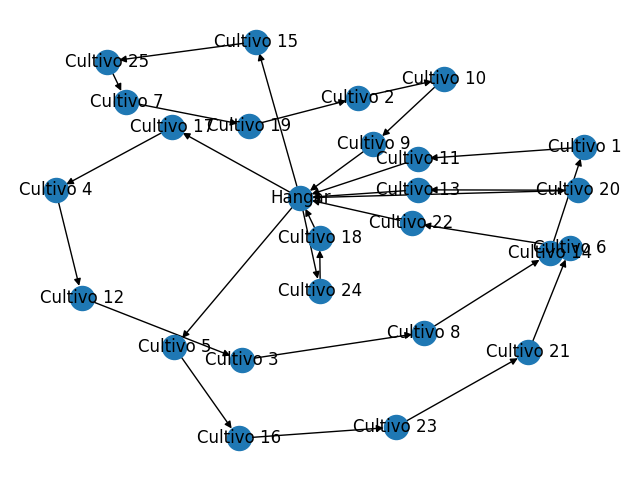 Cultivo 15
Cultivo 25
Cultivo 10
Cultivo 7
Cultivo 2
Cultivo 17
Cultivo 19
Cultivo 9
Cultivo 1
Cultivo 11
Cultivo 4
Cultivo 13
Cultivo 20
Hangar
Cultivo 22
Cultivo 18
Cultivo 6
Cultivo 14
Cultivo 24
Cultivo 12
Cultivo 8
Cultivo 5
Cultivo 3
Cultivo 21
Cultivo 23
Cultivo 16